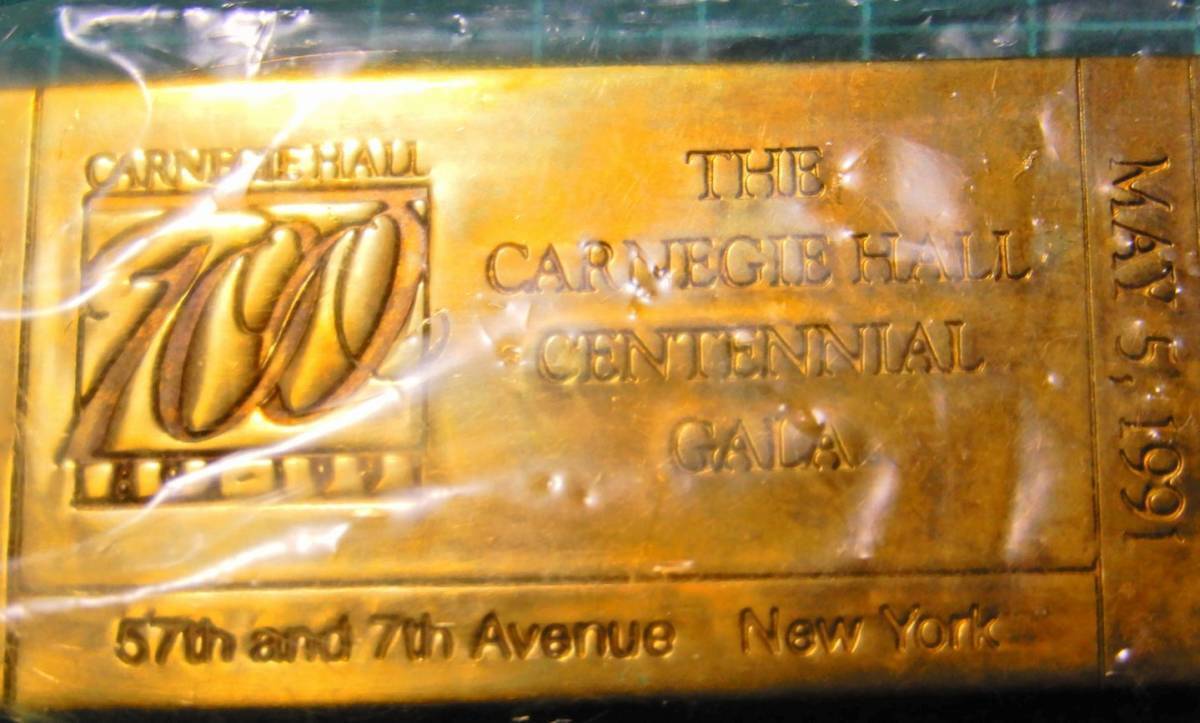 CARNEGIE HALL
100
THE
CARNEGIE HALL
CENTENNIAL
GALA
MAY 5, 1991
57th and 7th Avenue New York